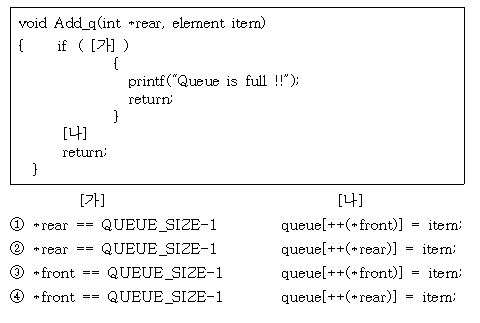 void Add_q(int *rear, element item)
{ if ( [가] )
{
printf("Queue is full !!");
return;
}
[나]
return;
}
[가] [나]
① *rear == QUEUE_SIZE-1 queue[++(*front)] = item;
② *rear == QUEUE_SIZE-1 queue[++(*rear)] = item;
③ *front == QUEUE_SIZE-1 queue[++(*front)] = item;
④ *front == QUEUE_SIZE-1 queue[++(*rear)] = item;